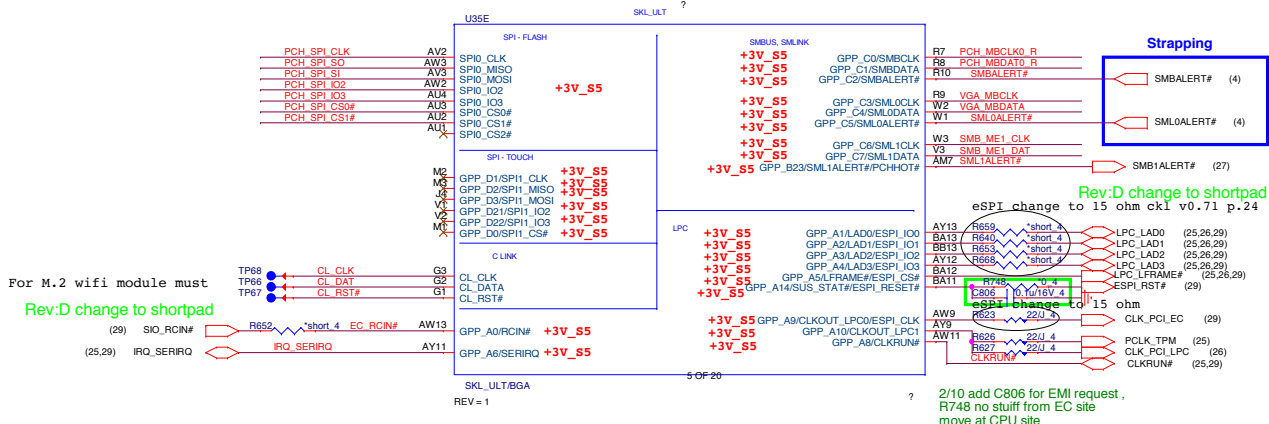 ?
SKL_ULT
U35E
SPI - FLASH
SMBUS, SMLINK
Strapping
PCH_SPI_CLK AV2 SPI0_CLK
PCH_SPI_SO AW3 SPI0_MISO
PCH_SPI_SI AV3 SPI0_MOSI
PCH_SPI_IO2 AW2 SPI0_IO2
PCH_SPI_IO3 AU4 SPI0_IO3
PCH_SPI_CS0# AU3 SPI0_CS0#
PCH_SPI_CS1# AU2 SPI0_CS1#
AU1 SPI0_CS2#
+3V_S5
+3V_S5 GPP_C0/SMBCLK R7 PCH_MBCLK0_R
+3V_S5 GPP_C1/SMBDATA R8 PCH_MBDAT0_R
+3V_S5 GPP_C2/SMBALERT# R10 SMBALERT# SMBALERT# (4)
+3V_S5 GPP_C3/SML0CLK R9 VGA_MBCLK
+3V_S5 GPP_C4/SML0DATA W2 VGA_MBDATA
+3V_S5 GPP_C5/SML0ALERT# W1 SML0ALERT# SML0ALERT# (4)
+3V_S5 GPP_C6/SML1CLK W3 SMB_ME1_CLK
+3V_S5 GPP_C7/SML1DATA V3 SMB_ME1_DAT
+3V_S5 GPP_B23/SML1ALERT#/PCHHOT# AM7 SML1ALERT# SMB1ALERT# (27)
SPI - TOUCH
M2 GPP_D1/SPI1_CLK +3V_S5
M3 GPP_D2/SPI1_MISO +3V_S5
J4 GPP_D3/SPI1_MOSI +3V_S5
V1 GPP_D21/SPI1_IO2 +3V_S5
V2 GPP_D22/SPI1_IO3 +3V_S5
M1 GPP_D0/SPI1_CS# +3V_S5
Rev:D change to shortpad
eSPI change to 15 ohm ckl v0.71 p.24
LPC
+3V_S5 GPP_A1/LAD0/ESPI_IO0 AY13 R659 *short_4 LPC_LAD0 (25,26,29)
+3V_S5 GPP_A2/LAD1/ESPI_IO1 BA13 R640 *short_4 LPC_LAD1 (25,26,29)
+3V_S5 GPP_A3/LAD2/ESPI_IO2 BB13 R653 *short_4 LPC_LAD2 (25,26,29)
+3V_S5 GPP_A4/LAD3/ESPI_IO3 AY12 R668 *short_4 LPC_LAD3 (25,26,29)
+3V_S5 GPP_A5/LFRAME#/ESPI_CS# BA12 LPC_LFRAME# (25,26,29)
+3V_S5 GPP_A14/SUS_STAT#/ESPI_RESET# BA11 R748 *0_4 ESPI_RST# (29)
C806 0.1u/16V_4
C LINK
For M.2 wifi module must
TP68 CL_CLK G3 CL_CLK
TP66 CL_DAT G2 CL_DATA
TP67 CL_RST# G1 CL_RST#
Rev:D change to shortpad
eSPI change to 15 ohm
(29) SIO_RCIN# R652 *short_4 EC_RCIN# AW13 GPP_A0/RCIN# +3V_S5
(25,29) IRQ_SERIRQ IRQ_SERIRQ AY11 GPP_A6/SERIRQ +3V_S5
+3V_S5 GPP_A9/CLKOUT_LPC0/ESPI_CLK AW9 R623 22/J_4 CLK_PCI_EC (29)
+3V_S5 GPP_A10/CLKOUT_LPC1 AY9 R626 22/J_4 PCLK_TPM (25)
+3V_S5 GPP_A8/CLKRUN# AW11 R627 22/J_4 CLK_PCI_LPC (26)
CLKRUN# CLKRUN# (25,29)
5 OF 20
SKL_ULT/BGA
REV = 1
?
2/10 add C806 for EMI request ,
R748 no stuiff from EC site
move at CPU site